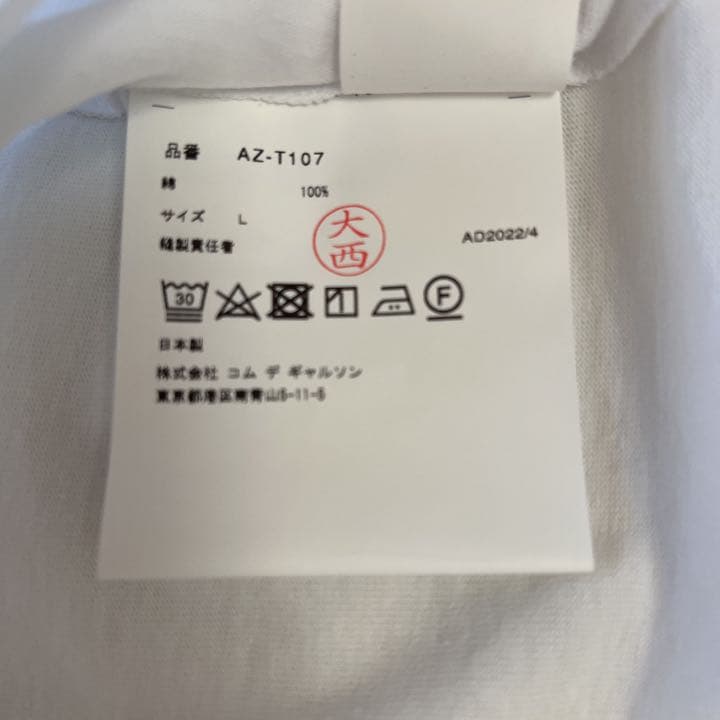 品番 AZ-T107
綿 100%
サイズ L
縫製責任者 大西 AD2022/4
30 F
日本製
株式会社 コム デ ギャルソン
東京都港区南青山5-11-5